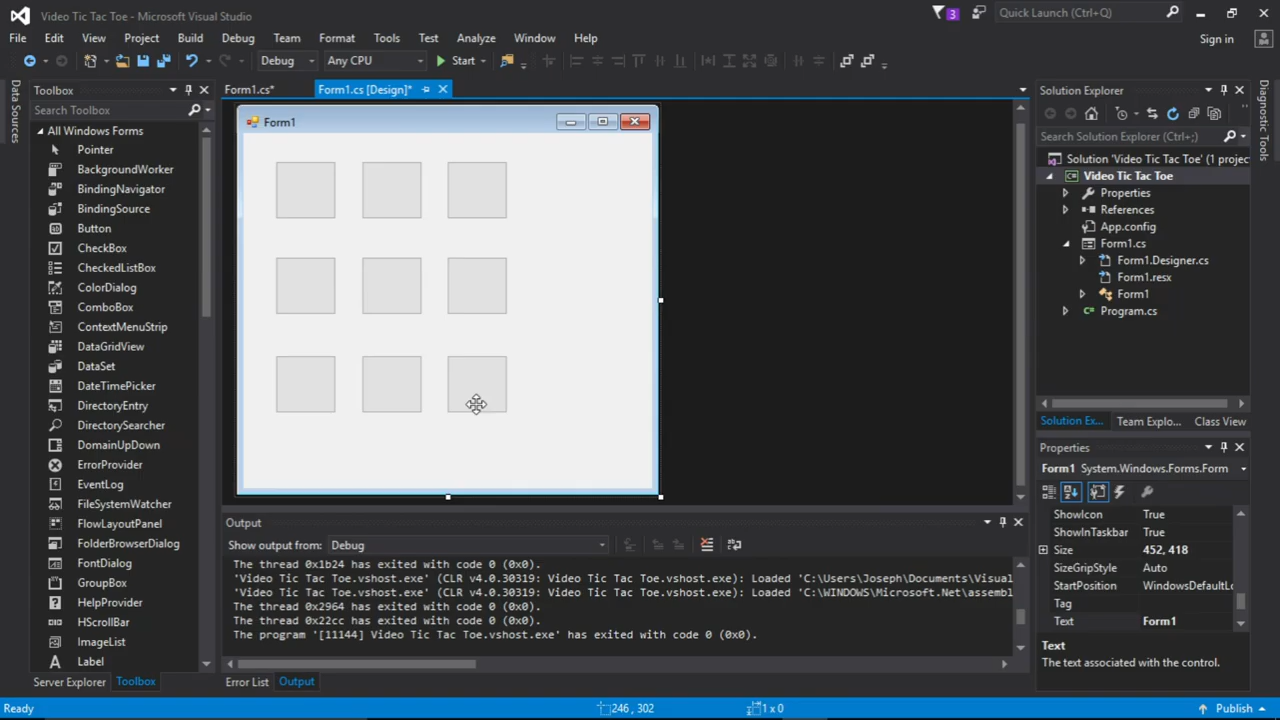 Video Tic Tac Toe - Microsoft Visual Studio
3
Quick Launch (Ctrl+Q)
File Edit View Project Build Debug Team Format Tools Test Analyze Window Help
Sign in
Debug Any CPU Start
Data Sources
Toolbox
Search Toolbox
All Windows Forms
Pointer
BackgroundWorker
BindingNavigator
BindingSource
Button
CheckBox
CheckedListBox
ColorDialog
ComboBox
ContextMenuStrip
DataGridView
DataSet
DateTimePicker
DirectoryEntry
DirectorySearcher
DomainUpDown
ErrorProvider
EventLog
FileSystemWatcher
FlowLayoutPanel
FolderBrowserDialog
FontDialog
GroupBox
HelpProvider
HScrollBar
ImageList
A Label
Server Explorer Toolbox
Form1.cs* Form1.cs [Design]*
Form1
Output
Show output from: Debug
The thread 0x1b24 has exited with code 0 (0x0).
'Video Tic Tac Toe.vshost.exe' (CLR v4.0.30319: Video Tic Tac Toe.vshost.exe): Loaded 'C:\Users\Joseph\Documents\Visual
'Video Tic Tac Toe.vshost.exe' (CLR v4.0.30319: Video Tic Tac Toe.vshost.exe): Loaded 'C:\WINDOWS\Microsoft.Net\assembl
The thread 0x2964 has exited with code 0 (0x0).
The thread 0x22cc has exited with code 0 (0x0).
The program '[11144] Video Tic Tac Toe.vshost.exe' has exited with code 0 (0x0).
Error List Output
Solution Explorer
Search Solution Explorer (Ctrl+;)
Solution 'Video Tic Tac Toe' (1 projec
C# Video Tic Tac Toe
Properties
References
App.config
Form1.cs
Form1.Designer.cs
Form1.resx
Form1
C# Program.cs
Solution Ex... Team Explo... Class View
Diagnostic Tools
Properties
Form1 System.Windows.Forms.Form
ShowIcon True
ShowInTaskbar True
Size 452, 418
SizeGripStyle Auto
StartPosition WindowsDefaultLo
Tag
Text Form1
Text
The text associated with the control.
Ready 246 , 302 1 x 0 Publish